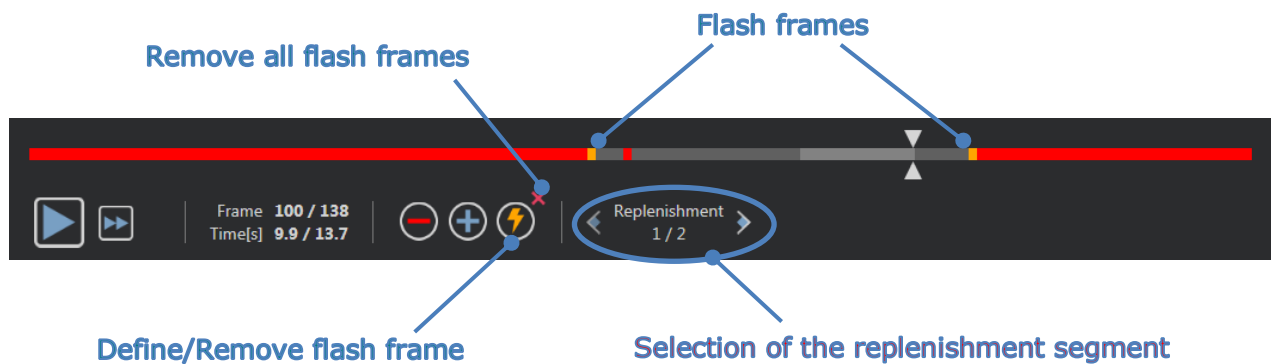 Flash frames
Remove all flash frames
Frame 100 / 138
Time[s] 9.9 / 13.7
Replenishment
1 / 2
Define/Remove flash frame
Selection of the replenishment segment